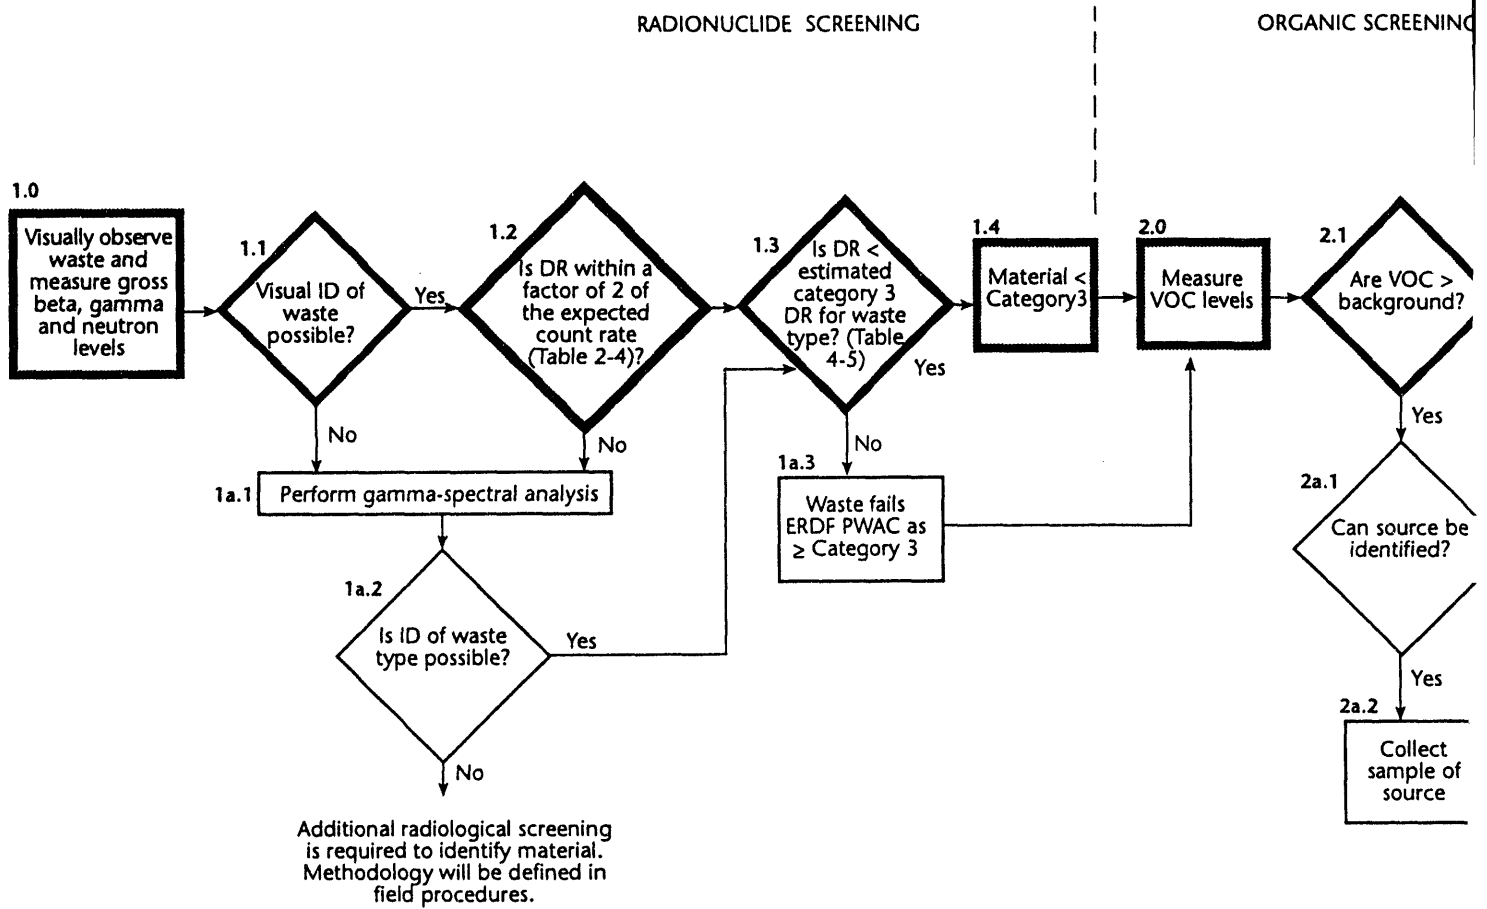 RADIONUCLIDE SCREENING
ORGANIC SCREENING
1.0
Visually observe
waste and
measure gross
beta, gamma
and neutron
levels
1.1
Visual ID of
waste
possible?
Yes
No
1.2
Is DR within a
factor of 2 of
the expected
count rate
(Table 2-4)?
No
1.3
Is DR <
estimated
category 3
DR for waste
type? (Table
4-5)
Yes
No
1.4
Material <
Category3
2.0
Measure
VOC levels
2.1
Are VOC >
background?
Yes
1a.1
Perform gamma-spectral analysis
1a.2
Is ID of waste
type possible?
Yes
No
Additional radiological screening
is required to identify material.
Methodology will be defined in
field procedures.
1a.3
Waste fails
ERDF PWAC as
≥ Category 3
2a.1
Can source be
identified?
Yes
2a.2
Collect
sample of
source